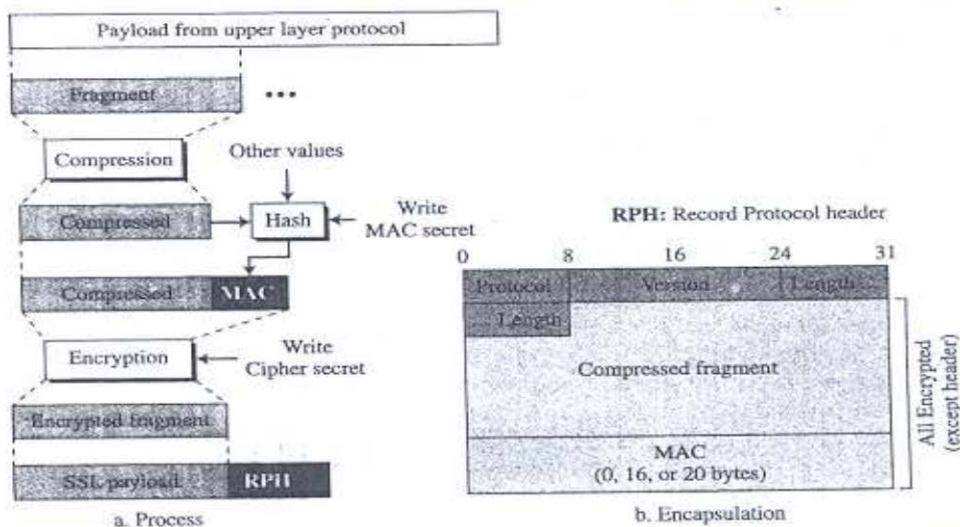 Payload from upper layer protocol
Fragment
•••
Compression
Other values
Compressed
Hash
Write
MAC secret
Compressed
MAC
Encryption
Write
Cipher secret
Encrypted fragment
SSL payload
RPH
a. Process
RPH: Record Protocol header
0 8 16 24 31
Protocol
Version
Length ...
... Length
Compressed fragment
MAC
(0, 16, or 20 bytes)
All Encrypted
(except header)
b. Encapsulation